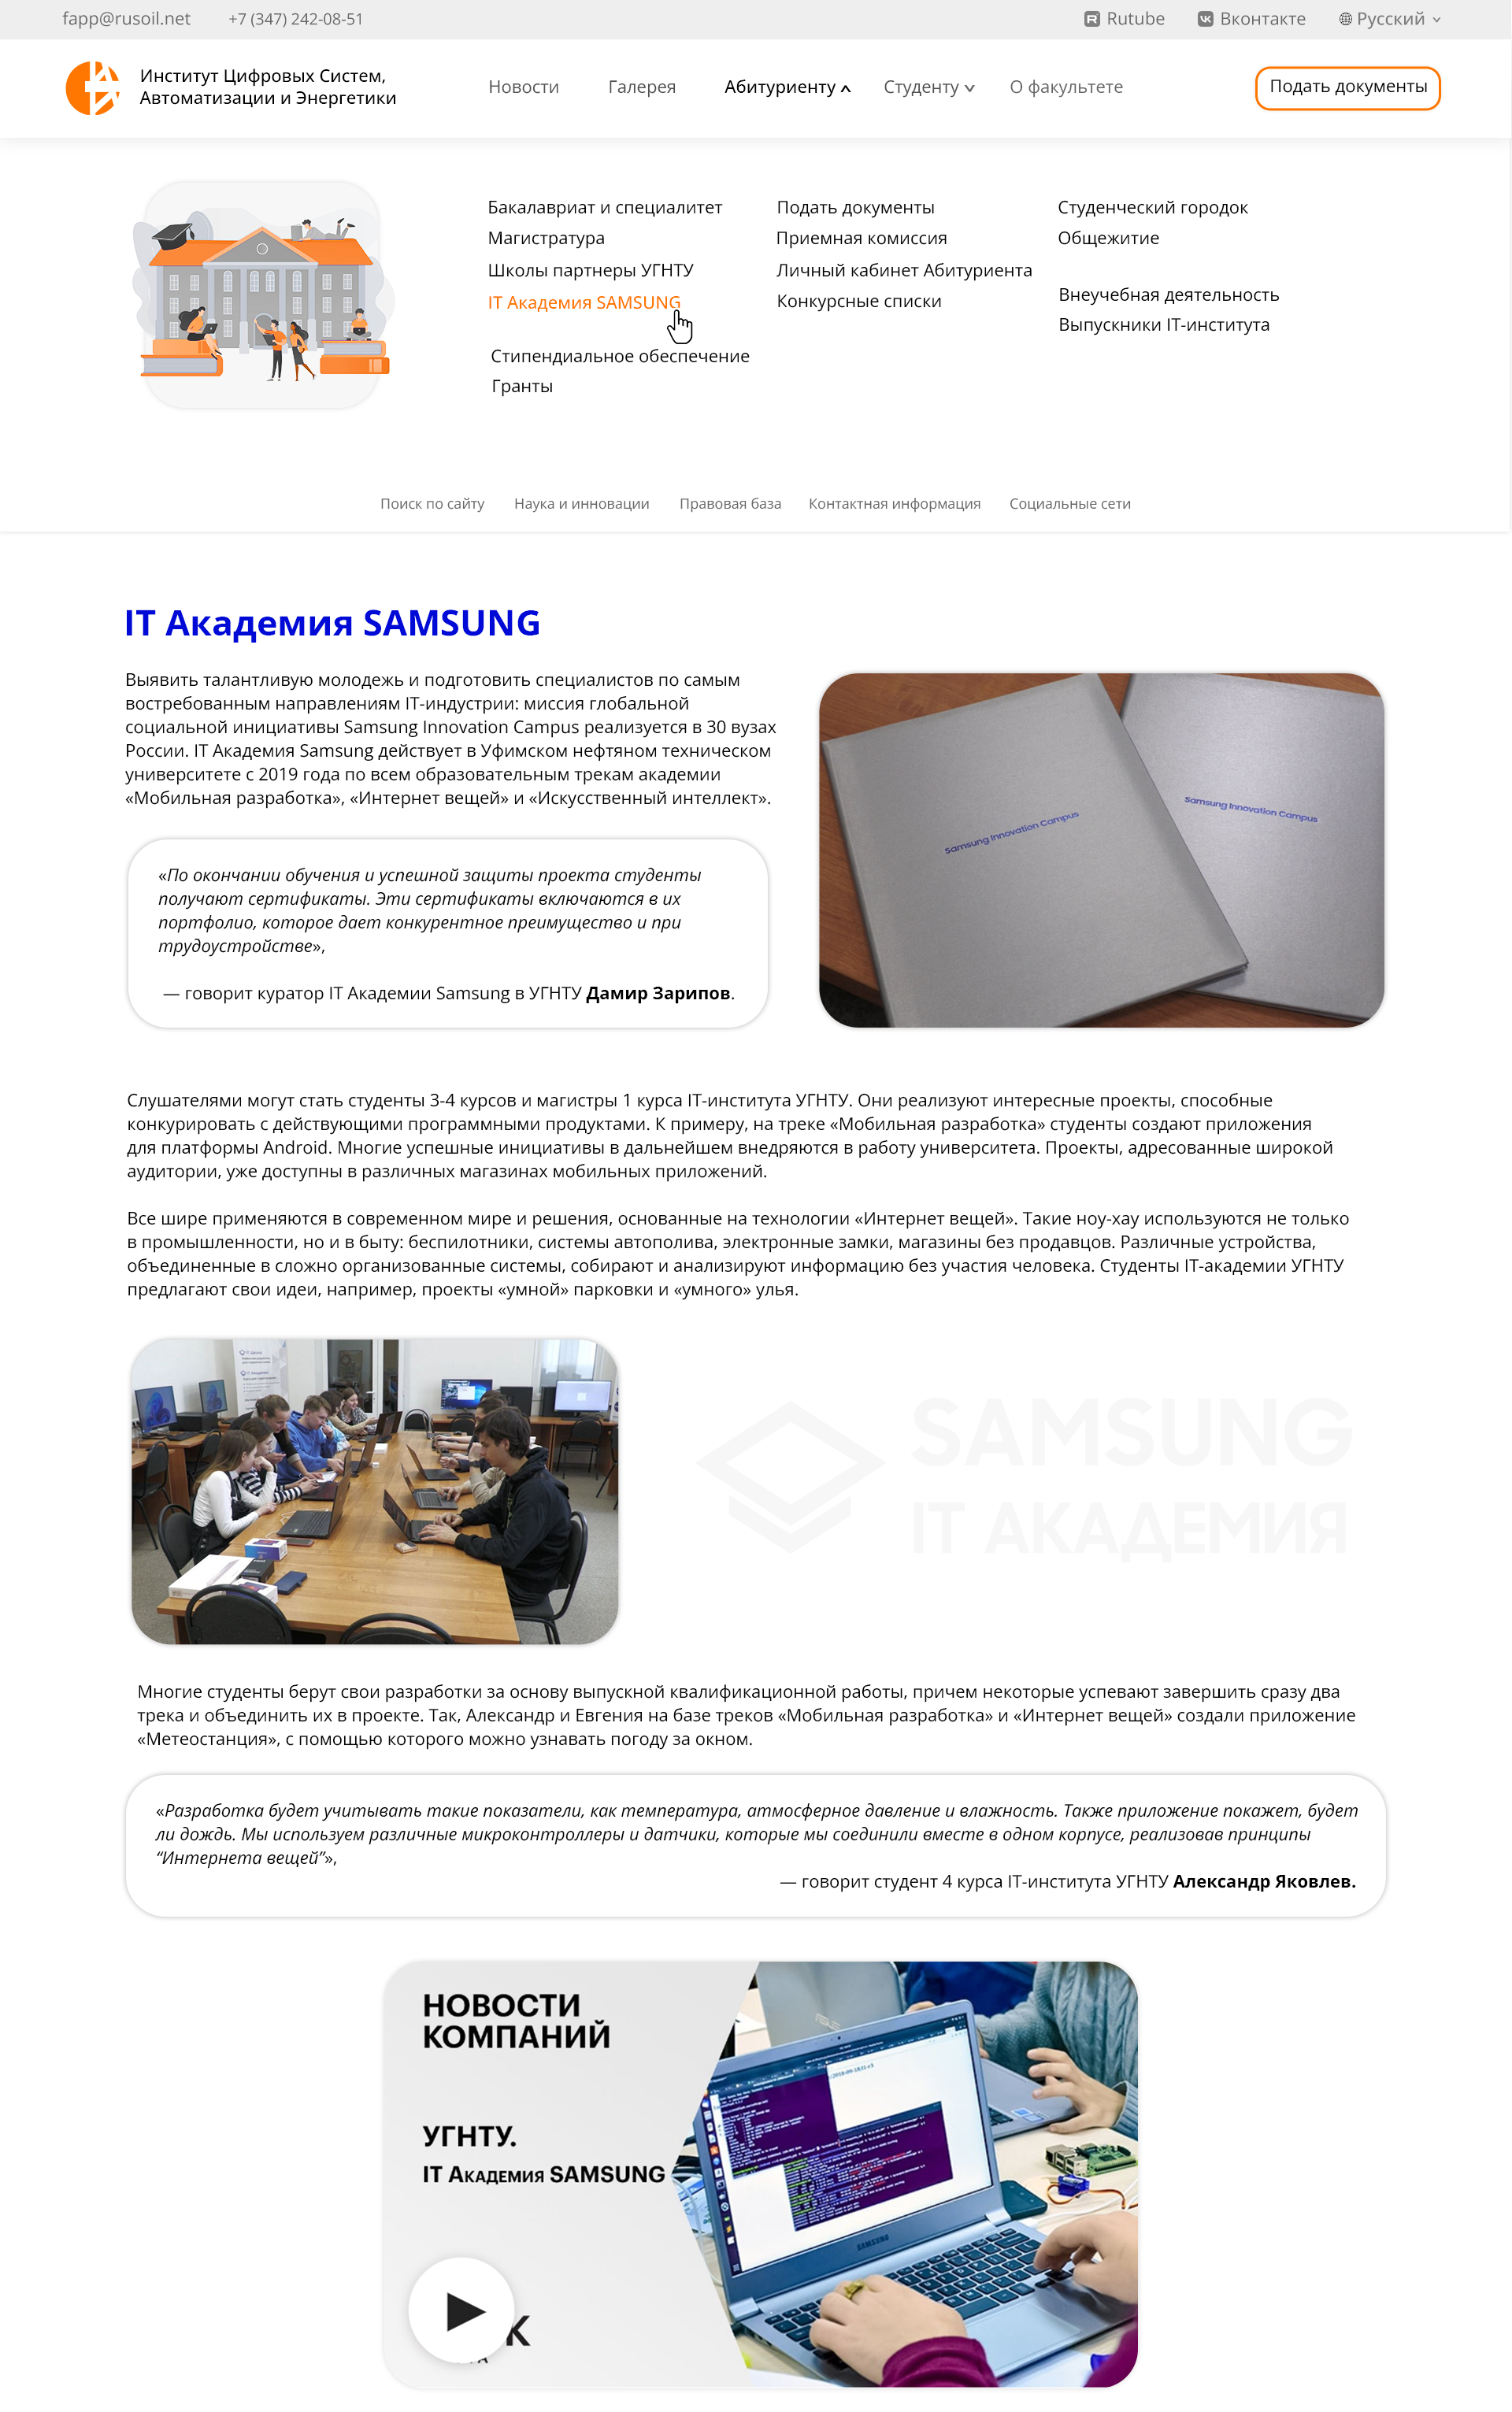 fapp@rusoil.net +7 (347) 242-08-51 Rutube Вконтакте Русский
Институт Цифровых Систем,
Автоматизации и Энергетики
Новости Галерея Абитуриенту Студенту О факультете Подать документы
Бакалавриат и специалитет
Магистратура
Школы партнеры УГНТУ
IT Академия SAMSUNG
Стипендиальное обеспечение
Гранты
Подать документы
Приемная комиссия
Личный кабинет Абитуриента
Конкурсные списки
Студенческий городок
Общежитие
Внеучебная деятельность
Выпускники IT-института
Поиск по сайту Наука и инновации Правовая база Контактная информация Социальные сети
IT Академия SAMSUNG
Выявить талантливую молодежь и подготовить специалистов по самым
востребованным направлениям IT-индустрии: миссия глобальной
социальной инициативы Samsung Innovation Campus реализуется в 30 вузах
России. IT Академия Samsung действует в Уфимском нефтяном техническом
университете с 2019 года по всем образовательным трекам академии
«Мобильная разработка», «Интернет вещей» и «Искусственный интеллект».
«По окончании обучения и успешной защиты проекта студенты
получают сертификаты. Эти сертификаты включаются в их
портфолио, которое дает конкурентное преимущество и при
трудоустройстве»,
— говорит куратор IT Академии Samsung в УГНТУ Дамир Зарипов.
Samsung Innovation Campus
Samsung Innovation Campus
Слушателями могут стать студенты 3-4 курсов и магистры 1 курса IT-института УГНТУ. Они реализуют интересные проекты, способные
конкурировать с действующими программными продуктами. К примеру, на треке «Мобильная разработка» студенты создают приложения
для платформы Android. Многие успешные инициативы в дальнейшем внедряются в работу университета. Проекты, адресованные широкой
аудитории, уже доступны в различных магазинах мобильных приложений.
Все шире применяются в современном мире и решения, основанные на технологии «Интернет вещей». Такие ноу-хау используются не только
в промышленности, но и в быту: беспилотники, системы автополива, электронные замки, магазины без продавцов. Различные устройства,
объединенные в сложно организованные системы, собирают и анализируют информацию без участия человека. Студенты IT-академии УГНТУ
предлагают свои идеи, например, проекты «умной» парковки и «умного» улья.
SAMSUNG
IT АКАДЕМИЯ
Многие студенты берут свои разработки за основу выпускной квалификационной работы, причем некоторые успевают завершить сразу два
трека и объединить их в проекте. Так, Александр и Евгения на базе треков «Мобильная разработка» и «Интернет вещей» создали приложение
«Метеостанция», с помощью которого можно узнавать погоду за окном.
«Разработка будет учитывать такие показатели, как температура, атмосферное давление и влажность. Также приложение покажет, будет
ли дождь. Мы используем различные микроконтроллеры и датчики, которые мы соединили вместе в одном корпусе, реализовав принципы
“Интернета вещей”»,
— говорит студент 4 курса IT-института УГНТУ Александр Яковлев.
НОВОСТИ
КОМПАНИЙ
УГНТУ.
IT Академия SAMSUNG
SAMSUNG
К